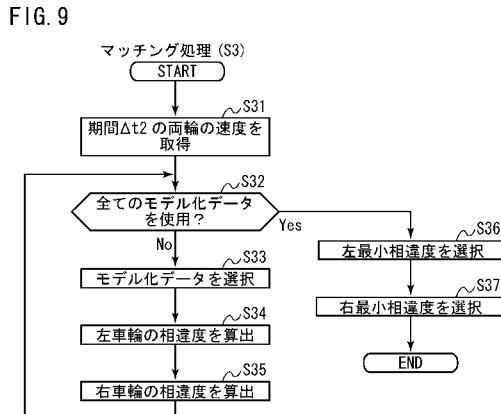 FIG. 9
マッチング処理 (S3)
START
S31
期間Δt2の両輪の速度を
取得
S32
全てのモデル化データ
を使用？
Yes
No
S33
モデル化データを選択
S34
左車輪の相違度を算出
S35
右車輪の相違度を算出
S36
左最小相違度を選択
S37
右最小相違度を選択
END